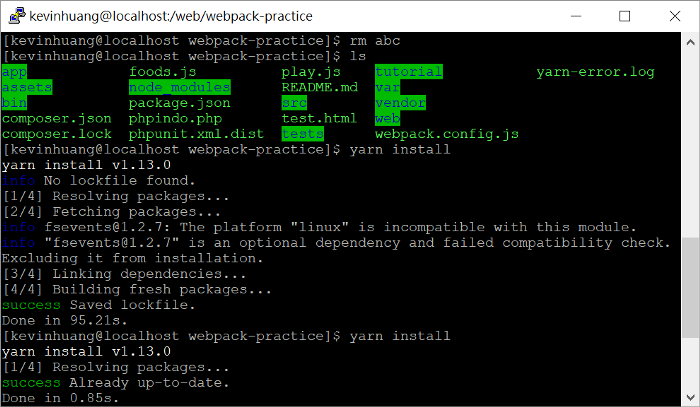 kevinhuang@localhost:/web/webpack-practice
[kevinhuang@localhost webpack-practice]$ rm abc
[kevinhuang@localhost webpack-practice]$ ls
app foods.js play.js tutorial yarn-error.log
assets node_modules README.md var
bin package.json src vendor
composer.json phpindo.php test.html web
composer.lock phpunit.xml.dist tests webpack.config.js
[kevinhuang@localhost webpack-practice]$ yarn install
yarn install v1.13.0
info No lockfile found.
[1/4] Resolving packages...
[2/4] Fetching packages...
info fsevents@1.2.7: The platform "linux" is incompatible with this module.
info "fsevents@1.2.7" is an optional dependency and failed compatibility check.
Excluding it from installation.
[3/4] Linking dependencies...
[4/4] Building fresh packages...
success Saved lockfile.
Done in 95.21s.
[kevinhuang@localhost webpack-practice]$ yarn install
yarn install v1.13.0
[1/4] Resolving packages...
success Already up-to-date.
Done in 0.85s.